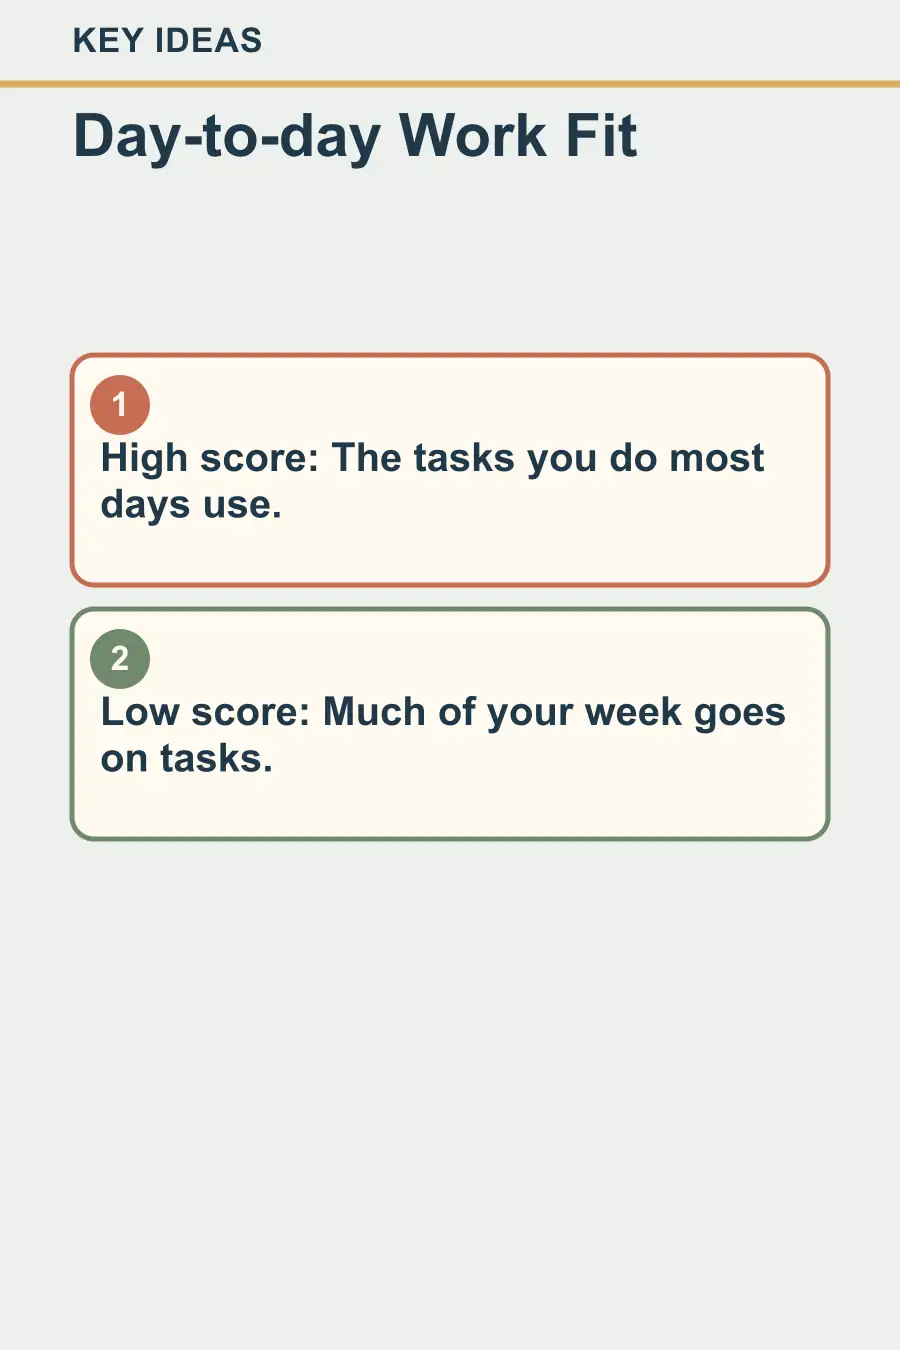 KEY IDEAS
Day-to-day Work Fit
1
High score: The tasks you do most
days use.
2
Low score: Much of your week goes
on tasks.